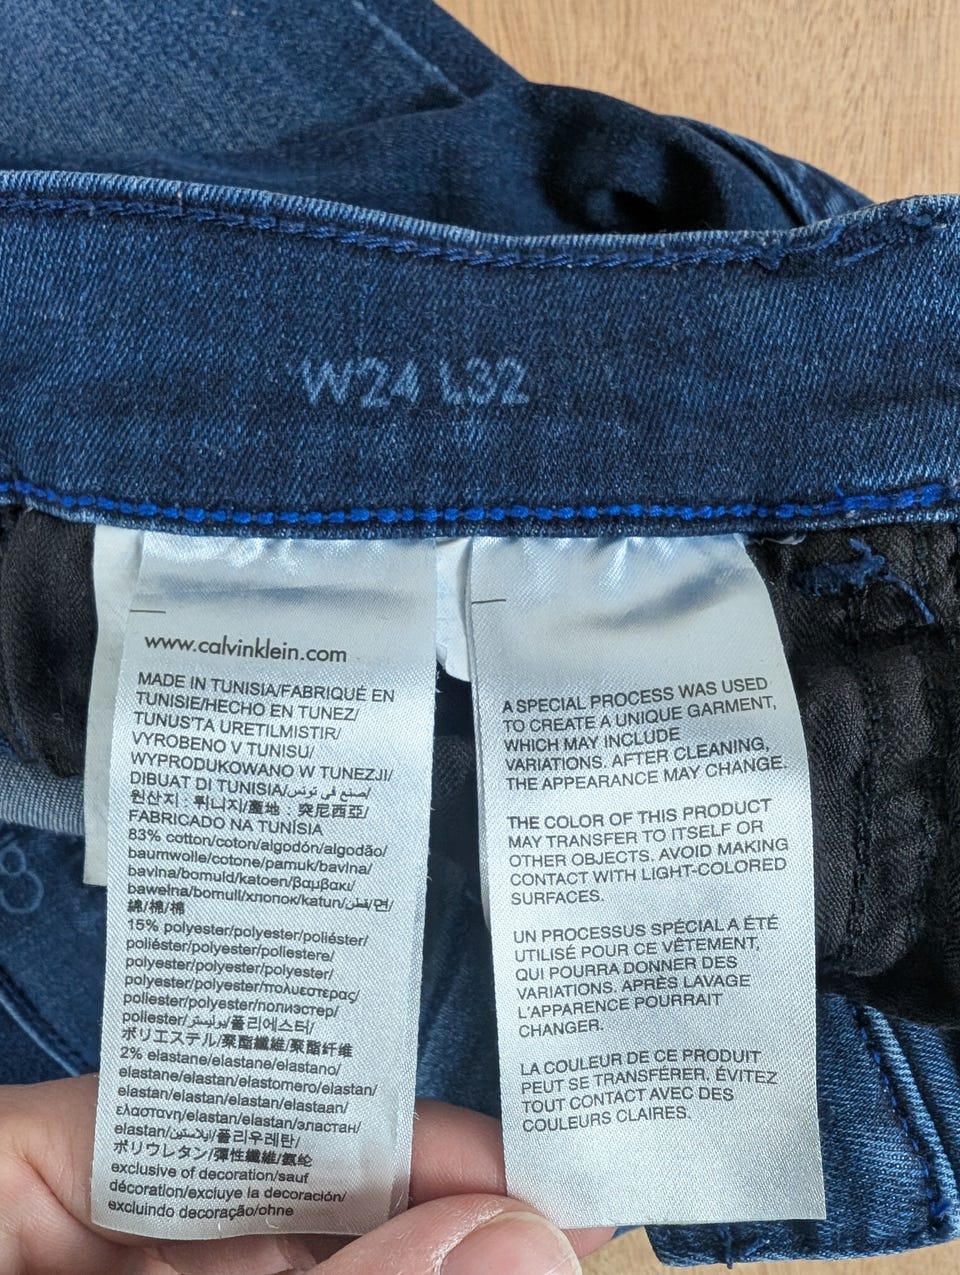 W24 L32
www.calvinklein.com
MADE IN TUNISIA/FABRIQUÉ EN
TUNISIE/HECHO EN TUNEZ/
TUNUS'TA URETILMISTIR/
VYROBENO V TUNISU/
WYPRODUKOWANO W TUNEZJI/
DIBUAT DI TUNISIA/صنع في تونس/
원산지 : 튀니지/產地 : 突尼西亞/
FABRICADO NA TUNÍSIA
83% cotton/coton/algodón/algodão/
baumwolle/cotone/pamuk/bavlna/
bavlna/bomuld/katoen/βαμβακι/
bawełna/bomull/хлопок/katun/قطن/면/
綿/棉/棉
15% polyester/polyester/poliéster/
poliéster/polyester/poliestere/
polyester/polyester/polyester/
polyester/polyester/πολυεστερας/
poliester/polyester/полиэстер/
poliester/بوليستر/폴리에스터/
ポリエステル/聚酯纖維/聚酯纤维
2% elastane/elastane/elastano/
elastane/elastan/elastomero/elastan/
elastan/elastan/elastan/elastaan/
ελαστανη/elastan/elastan/эластан/
elastan/إيلاستين/폴리우레탄/
ポリウレタン/彈性纖維/氨纶
exclusive of decoration/sauf
décoration/excluye la decoración/
excluindo decoração/ohne
A SPECIAL PROCESS WAS USED
TO CREATE A UNIQUE GARMENT,
WHICH MAY INCLUDE
VARIATIONS. AFTER CLEANING,
THE APPEARANCE MAY CHANGE.
THE COLOR OF THIS PRODUCT
MAY TRANSFER TO ITSELF OR
OTHER OBJECTS. AVOID MAKING
CONTACT WITH LIGHT-COLORED
SURFACES.
UN PROCESSUS SPÉCIAL A ÉTÉ
UTILISÉ POUR CE VÊTEMENT,
QUI POURRA DONNER DES
VARIATIONS. APRÈS LAVAGE
L'APPARENCE POURRAIT
CHANGER.
LA COULEUR DE CE PRODUIT
PEUT SE TRANSFÉRER, ÉVITEZ
TOUT CONTACT AVEC DES
COULEURS CLAIRES.
8